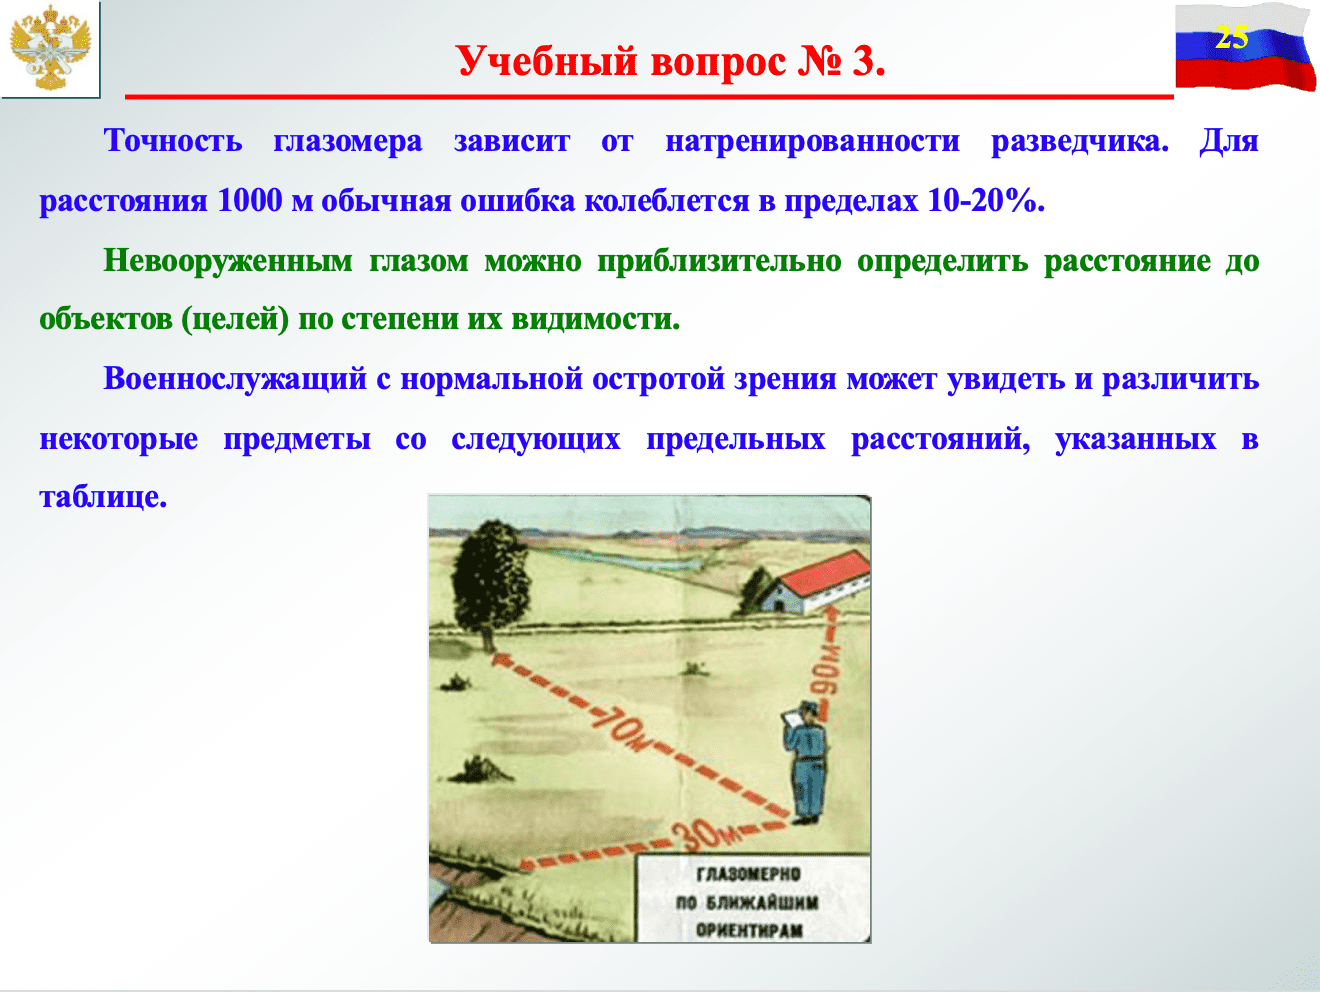 25
Учебный вопрос № 3.
Точность глазомера зависит от натренированности разведчика. Для
расстояния 1000 м обычная ошибка колеблется в пределах 10-20%.
Невооруженным глазом можно приблизительно определить расстояние до
объектов (целей) по степени их видимости.
Военнослужащий с нормальной остротой зрения может увидеть и различить
некоторые предметы со следующих предельных расстояний, указанных в
таблице.
90м
70м
30м
ГЛАЗОМЕРНО
ПО БЛИЖАЙШИМ
ОРИЕНТИРАМ